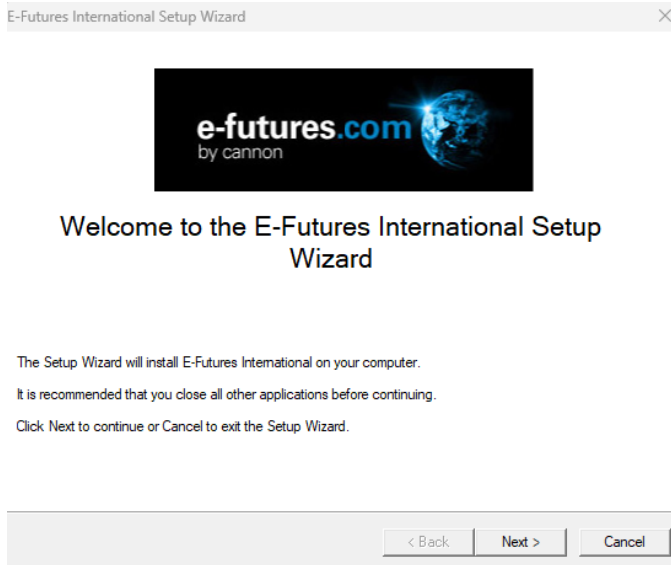 E-Futures International Setup Wizard
e-futures.com
by cannon
Welcome to the E-Futures International Setup
Wizard
The Setup Wizard will install E-Futures International on your computer.
It is recommended that you close all other applications before continuing.
Click Next to continue or Cancel to exit the Setup Wizard.
< Back Next > Cancel